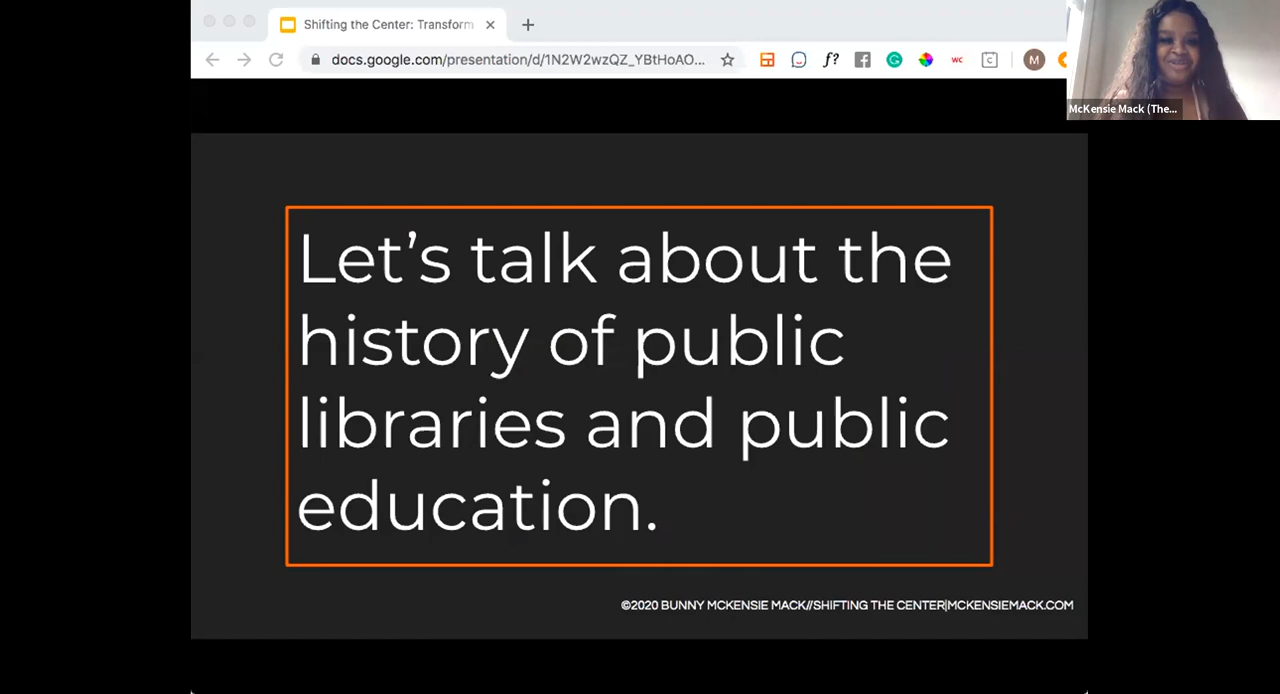 Shifting the Center: Transform
docs.google.com/presentation/d/1N2W2wzQZ_YBtHoAO...
f?
WC
C
M
McKensie Mack (The...
Let’s talk about the
history of public
libraries and public
education.
©2020 BUNNY MCKENSIE MACK//SHIFTING THE CENTER|MCKENSIEMACK.COM